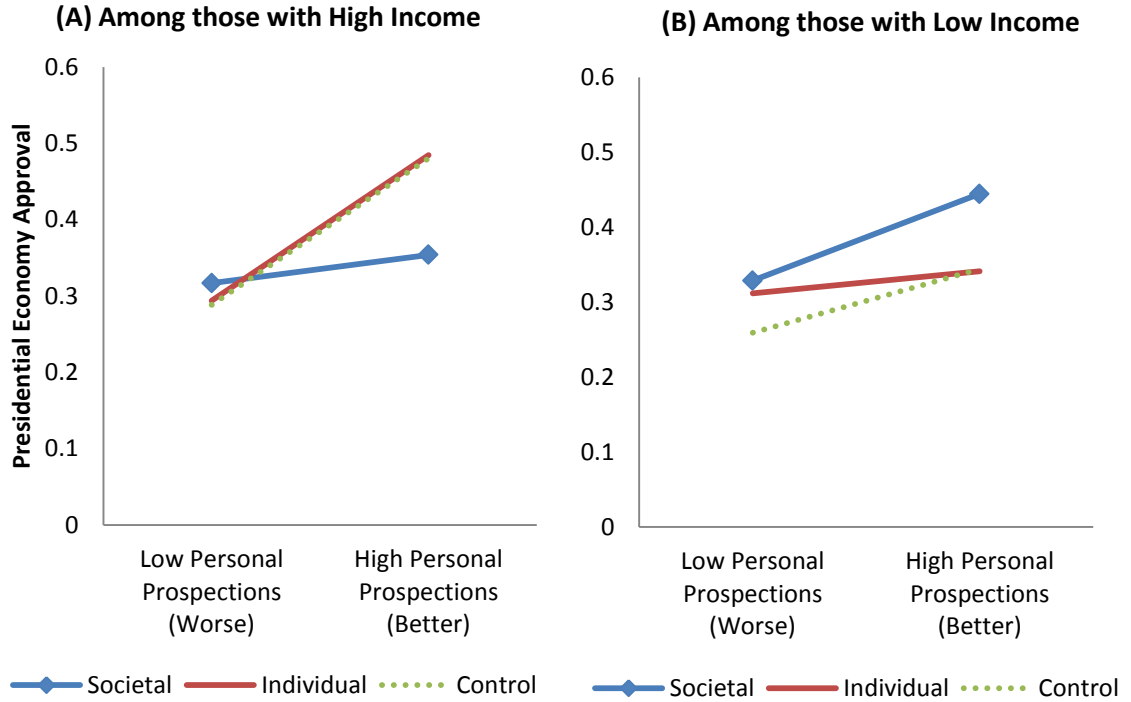 (A) Among those with High Income
Presidential Economy Approval
0.6
0.5
0.4
0.3
0.2
0.1
0
Low Personal
Prospections
(Worse)
High Personal
Prospections
(Better)
Societal
Individual
Control
(B) Among those with Low Income
0.6
0.5
0.4
0.3
0.2
0.1
0
Low Personal
Prospections
(Worse)
High Personal
Prospections
(Better)
Societal
Individual
Control